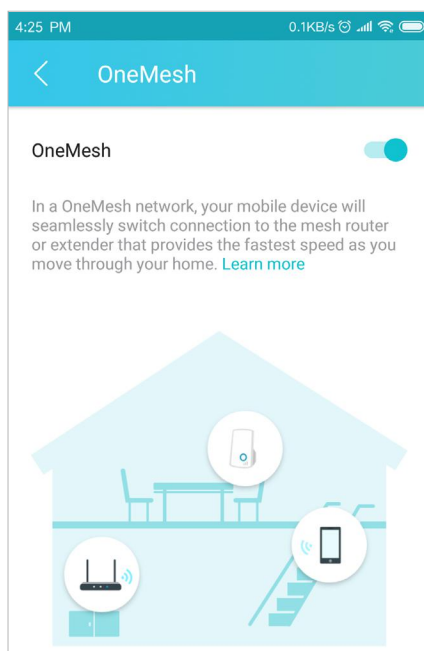 4:25 PM 0.1KB/s
OneMesh
OneMesh
In a OneMesh network, your mobile device will
seamlessly switch connection to the mesh router
or extender that provides the fastest speed as you
move through your home. Learn more